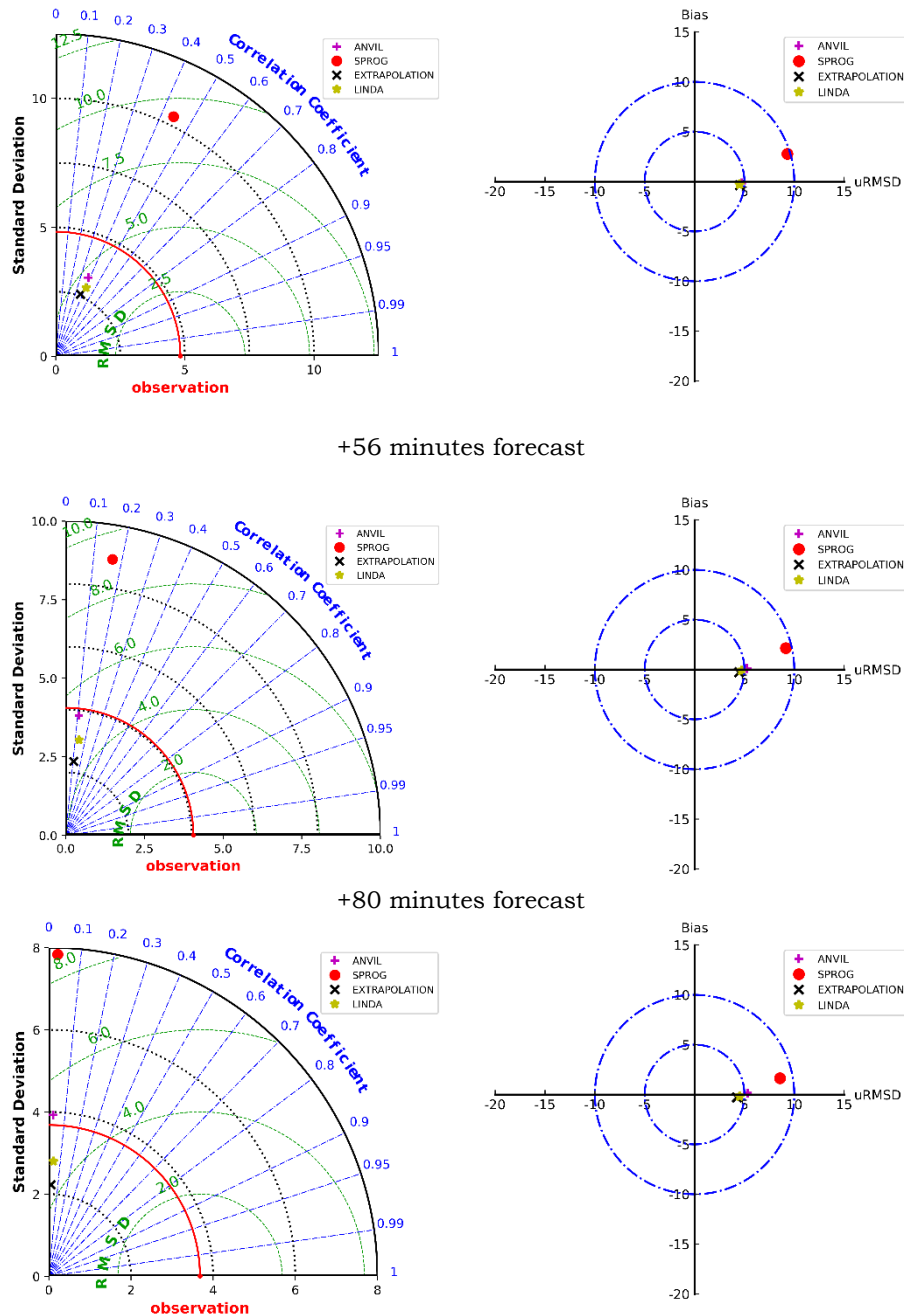 0 0.1 0.2 0.3 0.4 0.5 0.6 0.7 0.8 0.9 0.95 0.99 1
Correlation Coefficient
ANVIL
SPROG
EXTRAPOLATION
LINDA
12.5 10.0 7.5 5.0 2.5
RMSD
Standard Deviation
10
5
0
0 5 10
observation
Bias
ANVIL
SPROG
EXTRAPOLATION
LINDA
15
10
5
-20 -15 -10 -5 5 10 15 uRMSD
-5
-10
-15
-20
+56 minutes forecast
0 0.1 0.2 0.3 0.4 0.5 0.6 0.7 0.8 0.9 0.95 0.99 1
Correlation Coefficient
ANVIL
SPROG
EXTRAPOLATION
LINDA
10.0 8.0 6.0 4.0 2.0
RMSD
Standard Deviation
10.0
7.5
5.0
2.5
0.0
0.0 2.5 5.0 7.5 10.0
observation
Bias
ANVIL
SPROG
EXTRAPOLATION
LINDA
15
10
5
-20 -15 -10 -5 5 10 15 uRMSD
-5
-10
-15
-20
+80 minutes forecast
0 0.1 0.2 0.3 0.4 0.5 0.6 0.7 0.8 0.9 0.95 0.99 1
Correlation Coefficient
ANVIL
SPROG
EXTRAPOLATION
LINDA
8.0 6.0 4.0 2.0
RMSD
Standard Deviation
8
6
4
2
0
0 2 4 6 8
observation
Bias
ANVIL
SPROG
EXTRAPOLATION
LINDA
15
10
5
-20 -15 -10 -5 5 10 15 uRMSD
-5
-10
-15
-20